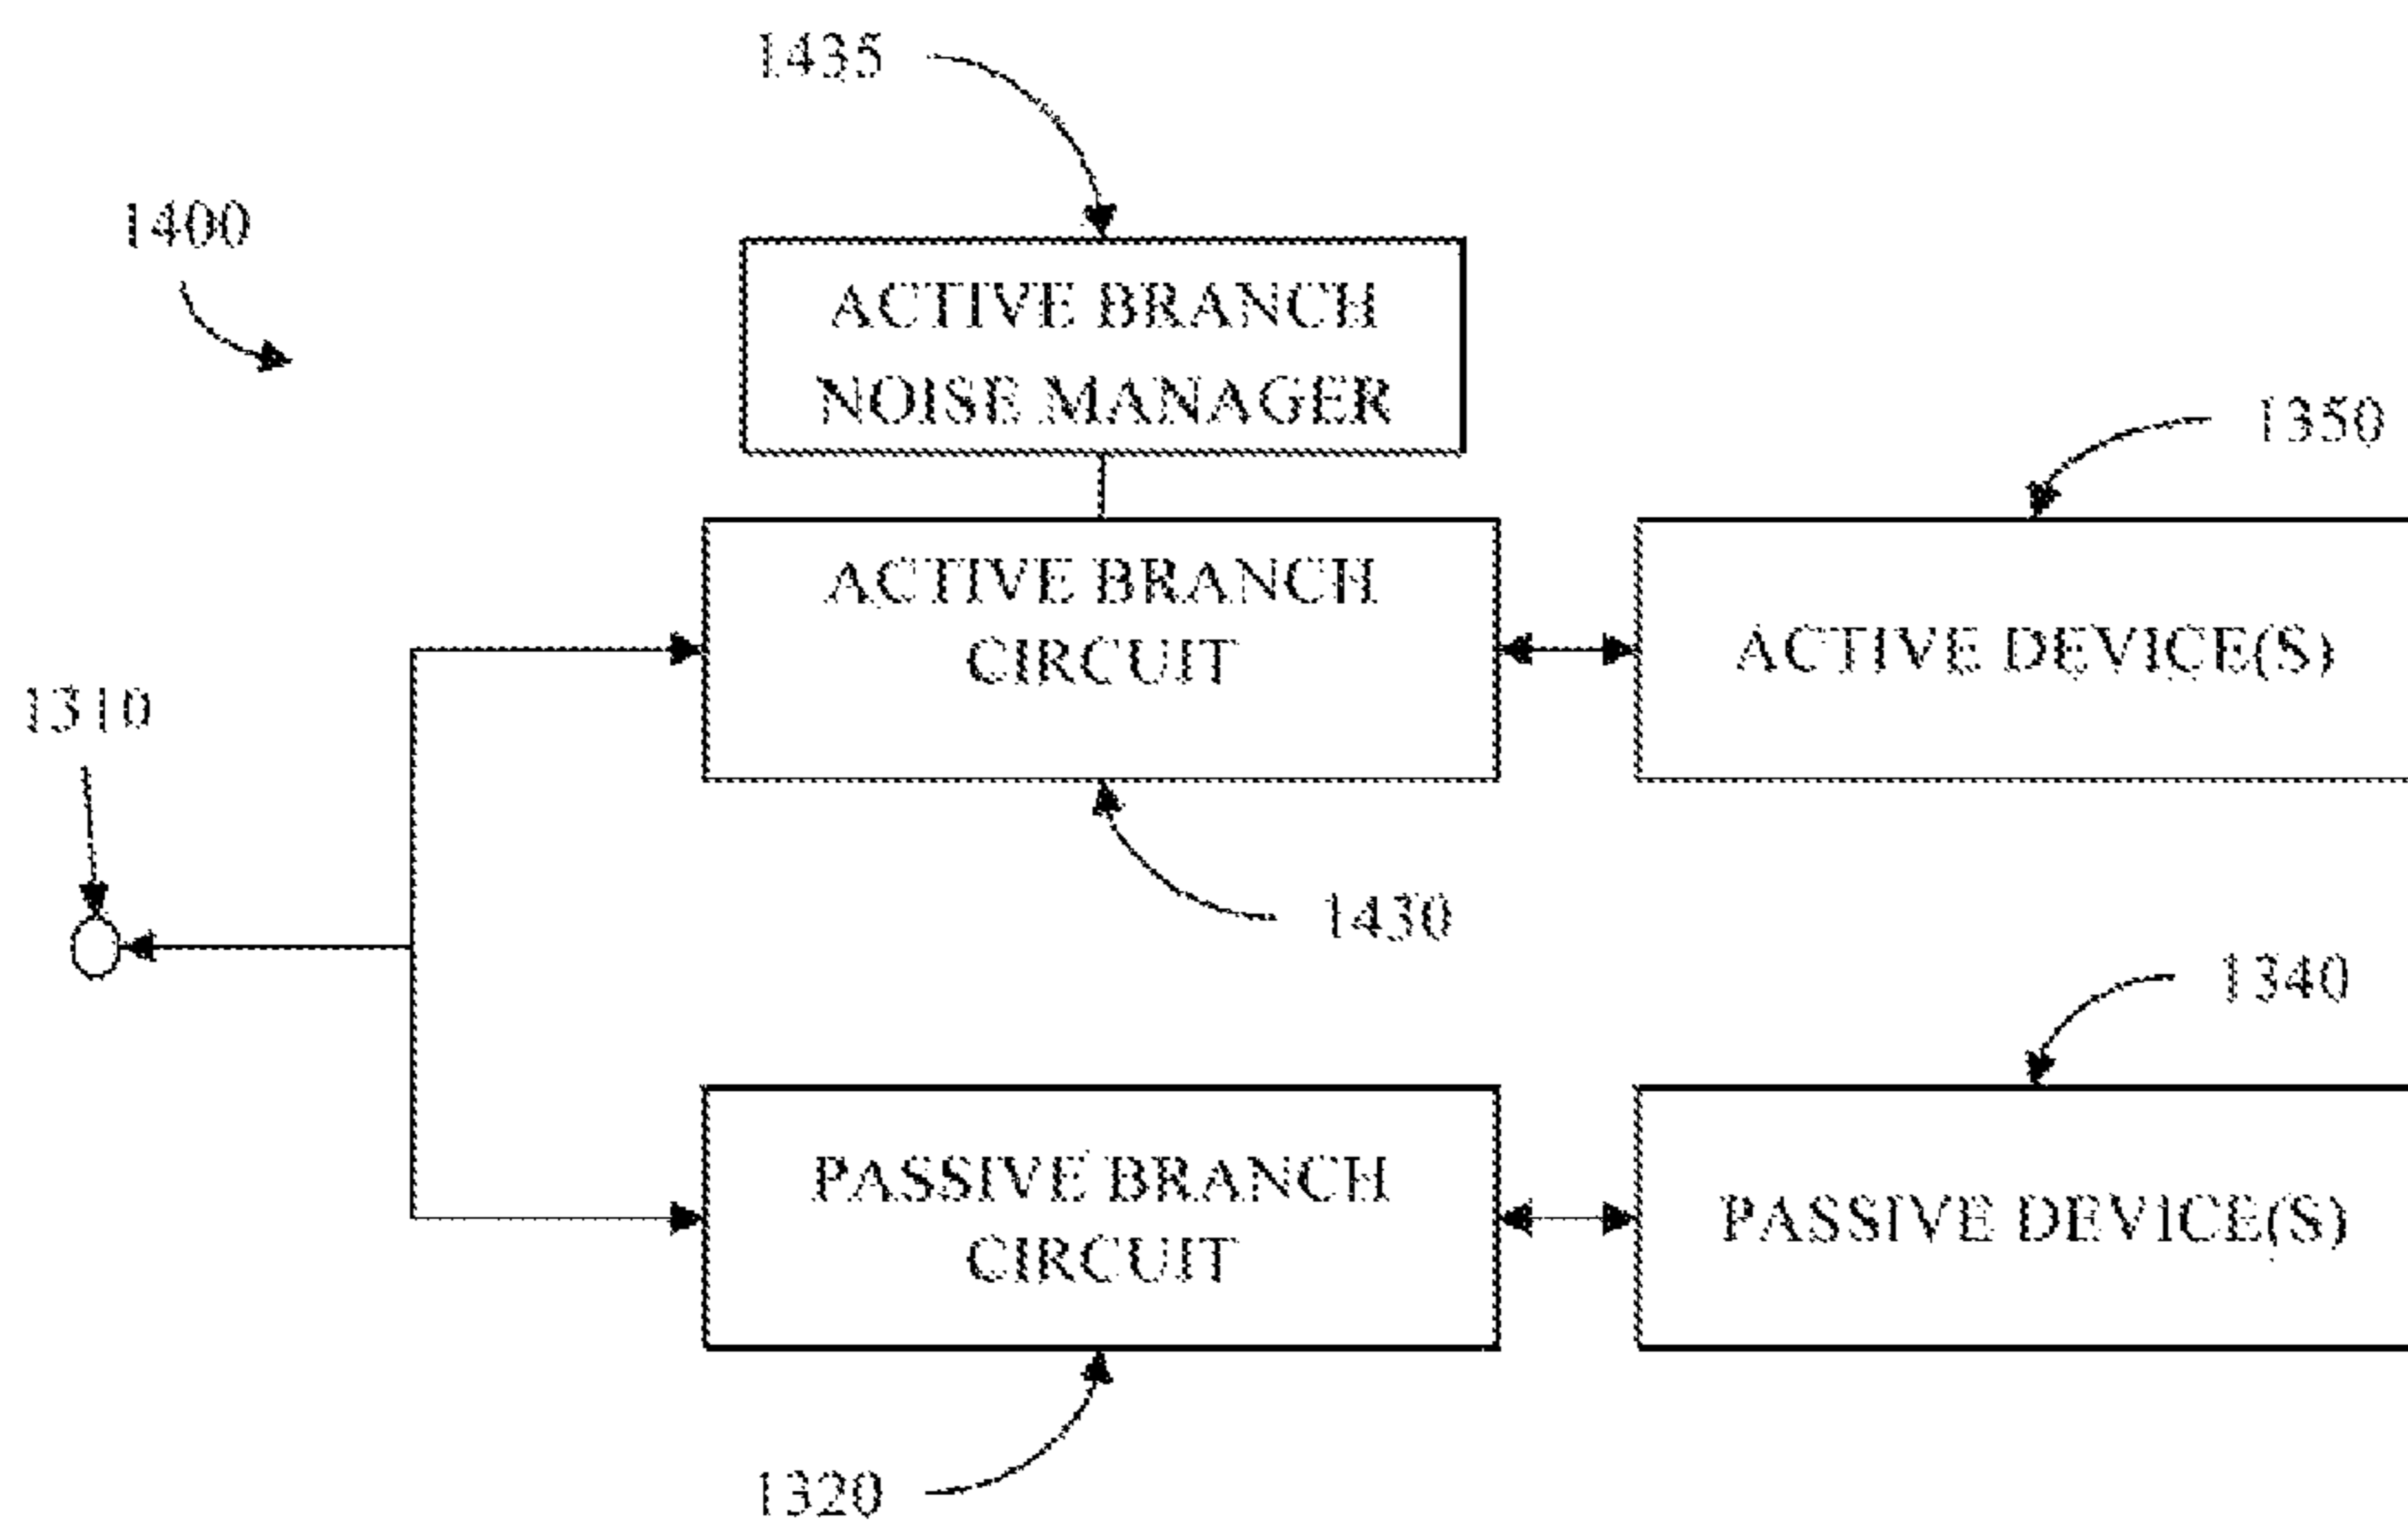 1435
1400
ACTIVE BRANCH
NOISE MANAGER
1350
ACTIVE BRANCH
CIRCUIT
ACTIVE DEVICE(S)
1310
1430
1340
PASSIVE BRANCH
CIRCUIT
PASSIVE DEVICE(S)
1320